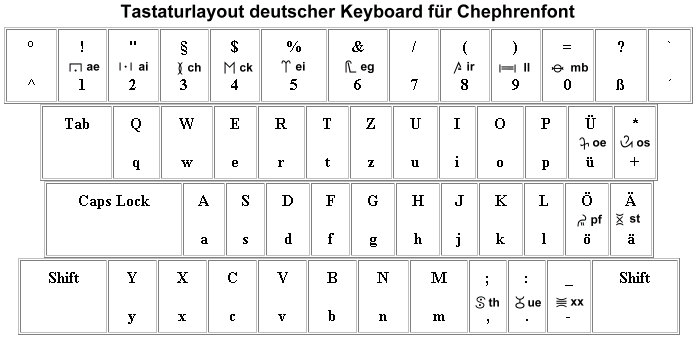 Tastaturlayout deutscher Keyboard für Chephrenfont
° ! " § $ % & / ( ) = ? `
ae ai ch ck ei eg ir ll mb
^ 1 2 3 4 5 6 7 8 9 0 ß ´
Tab Q W E R T Z U I O P Ü *
oe os
q w e r t z u i o p ü +
Caps Lock A S D F G H J K L Ö Ä
pf st
a s d f g h j k l ö ä
Shift Y X C V B N M ; : _ Shift
th ue xx
y x c v b n m , . -